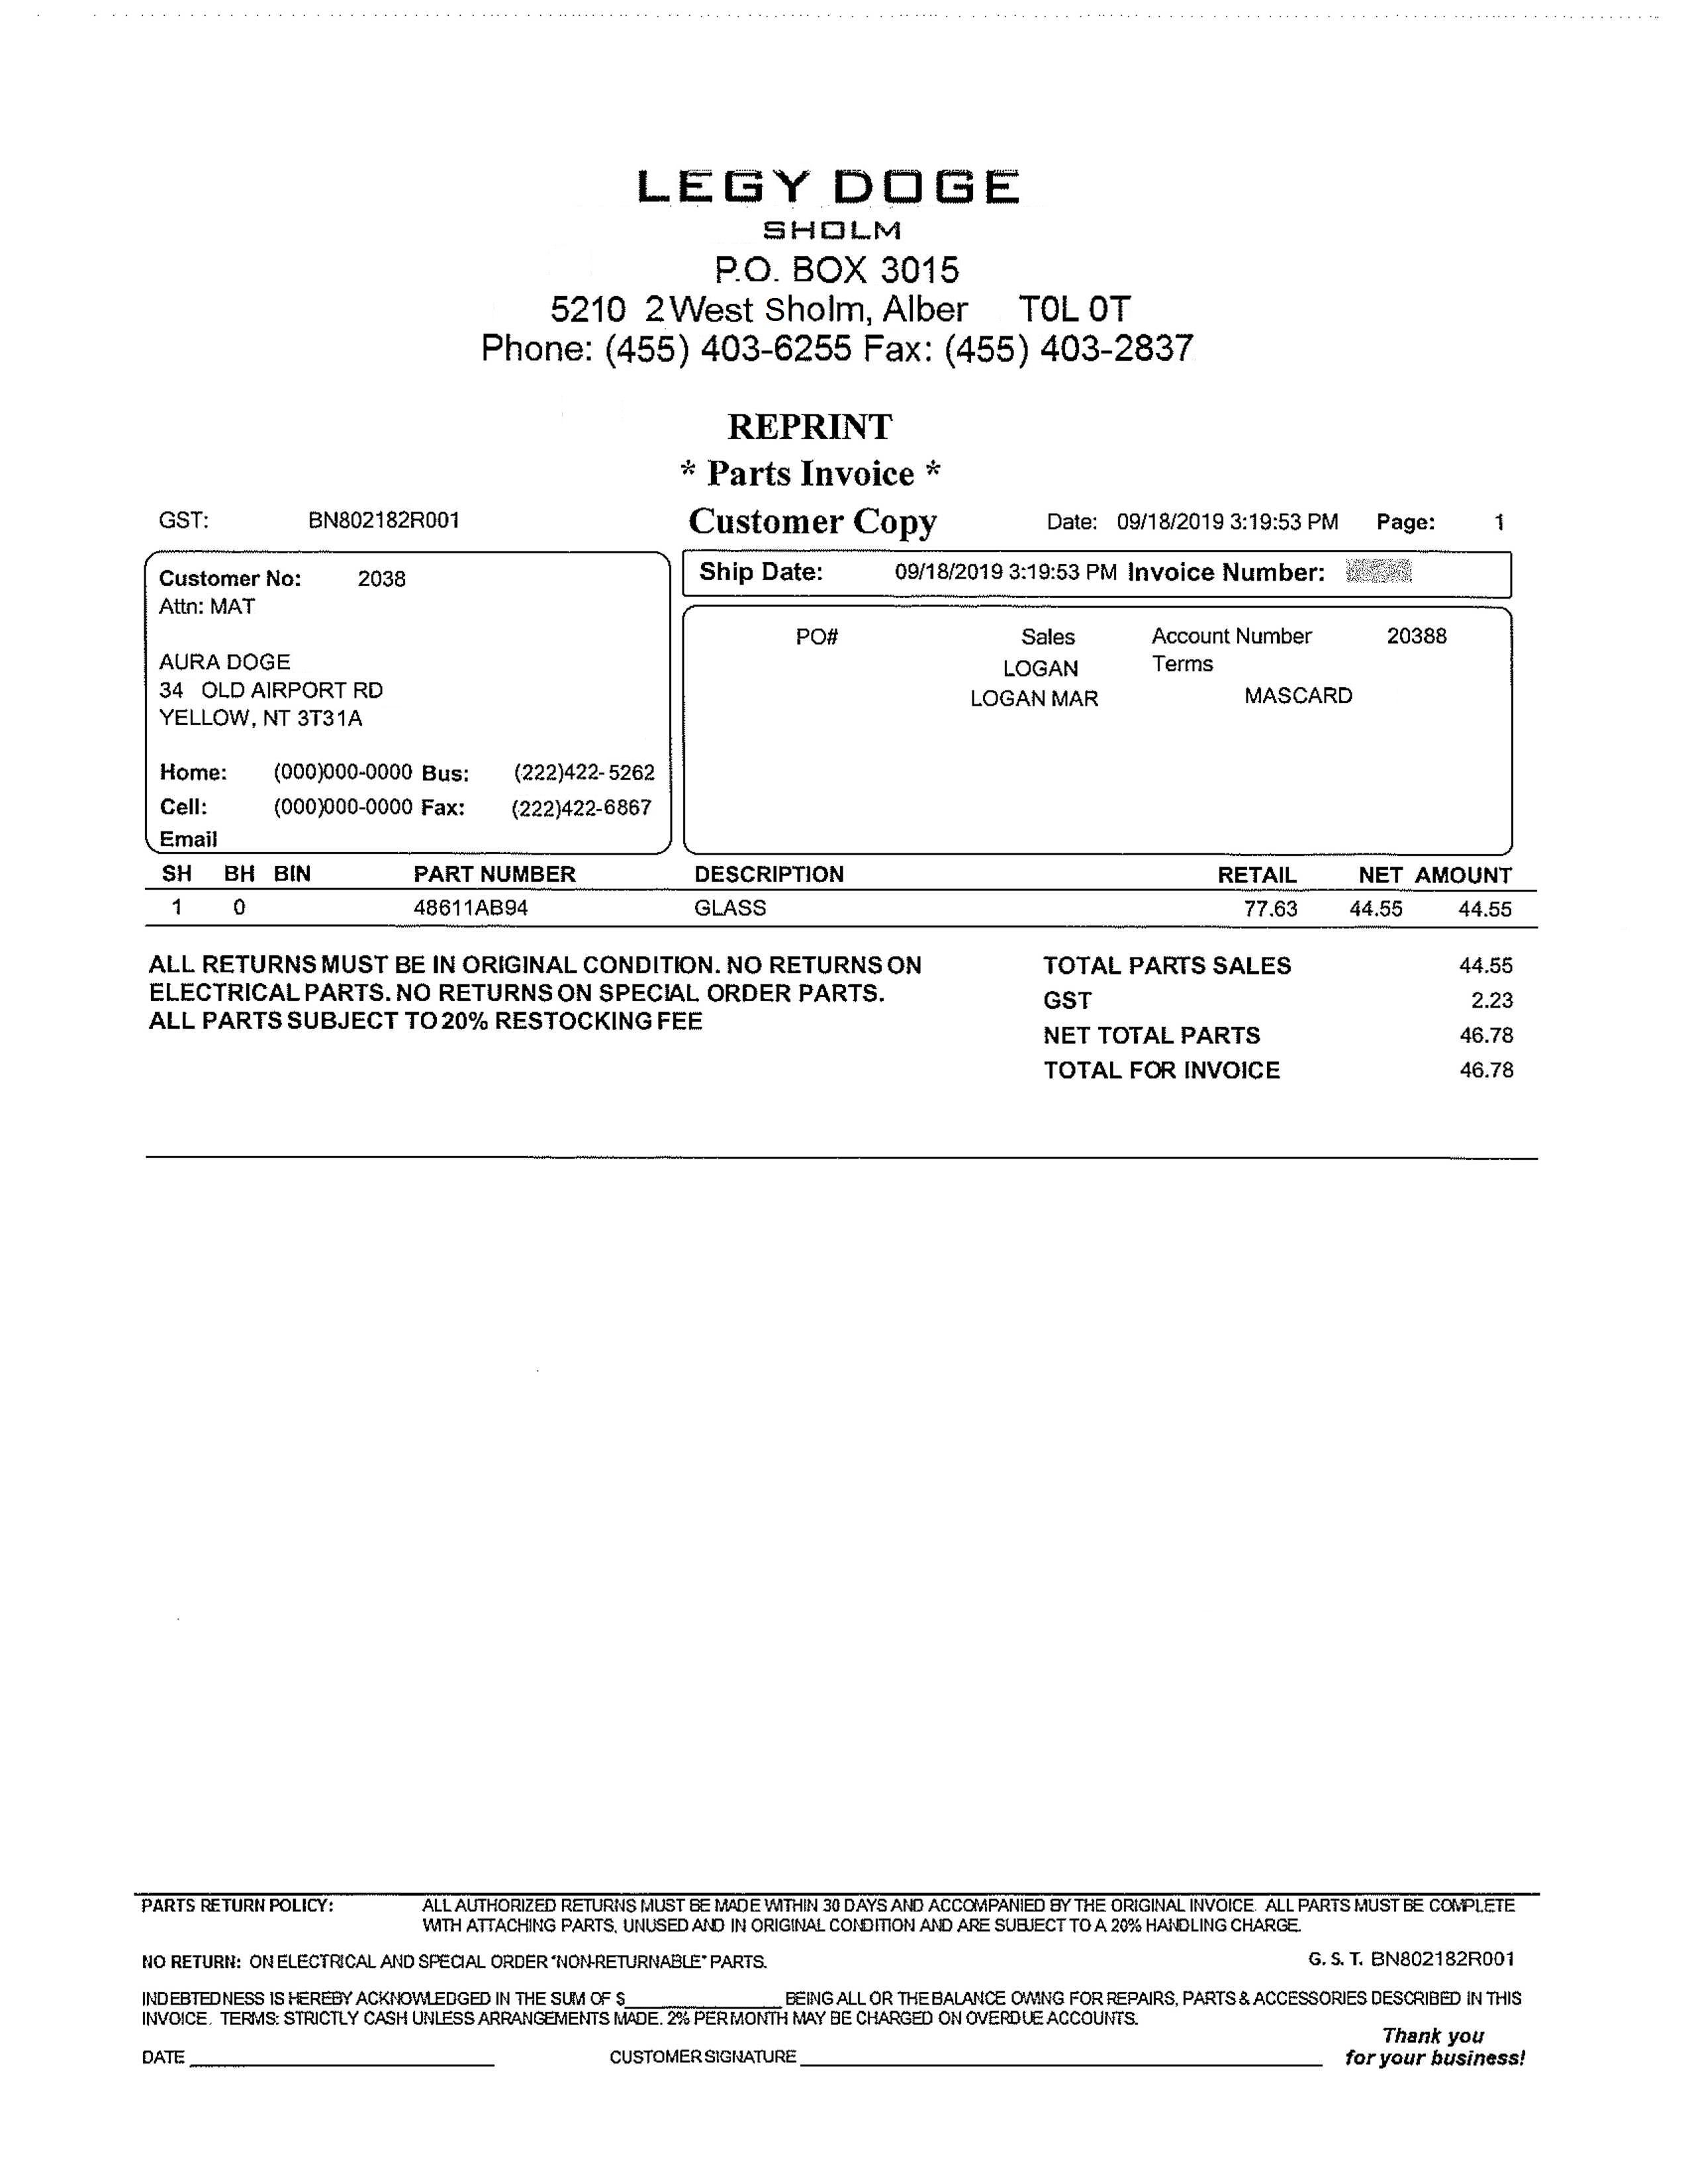 LEGY DOGE
SHOLM
P.O. BOX 3015
5210 2West Sholm, Alber T0L 0T
Phone: (455) 403-6255 Fax: (455) 403-2837
REPRINT
* Parts Invoice *
GST: BN802182R001 Customer Copy Date: 09/18/2019 3:19:53 PM Page: 1
Customer No: 2038
Attn: MAT
AURA DOGE
34 OLD AIRPORT RD
YELLOW, NT 3T31A
Home: (000)000-0000 Bus: (222)422-5262
Cell: (000)000-0000 Fax: (222)422-6867
Email
Ship Date: 09/18/2019 3:19:53 PM Invoice Number:
PO# Sales Account Number 20388
LOGAN Terms
LOGAN MAR MASCARD
SH BH BIN PART NUMBER DESCRIPTION RETAIL NET AMOUNT
1 0 48611AB94 GLASS 77.63 44.55 44.55
ALL RETURNS MUST BE IN ORIGINAL CONDITION. NO RETURNS ON
ELECTRICAL PARTS. NO RETURNS ON SPECIAL ORDER PARTS.
ALL PARTS SUBJECT TO 20% RESTOCKING FEE
TOTAL PARTS SALES 44.55
GST 2.23
NET TOTAL PARTS 46.78
TOTAL FOR INVOICE 46.78
PARTS RETURN POLICY: ALL AUTHORIZED RETURNS MUST BE MADE WITHIN 30 DAYS AND ACCOMPANIED BY THE ORIGINAL INVOICE. ALL PARTS MUST BE COMPLETE
WITH ATTACHING PARTS, UNUSED AND IN ORIGINAL CONDITION AND ARE SUBJECT TO A 20% HANDLING CHARGE.
NO RETURN: ON ELECTRICAL AND SPECIAL ORDER "NON-RETURNABLE" PARTS. G. S. T. BN802182R001
INDEBTEDNESS IS HEREBY ACKNOWLEDGED IN THE SUM OF $ BEING ALL OR THE BALANCE OWING FOR REPAIRS, PARTS & ACCESSORIES DESCRIBED IN THIS
INVOICE. TERMS: STRICTLY CASH UNLESS ARRANGEMENTS MADE. 2% PER MONTH MAY BE CHARGED ON OVERDUE ACCOUNTS.
Thank you
DATE CUSTOMER SIGNATURE for your business!